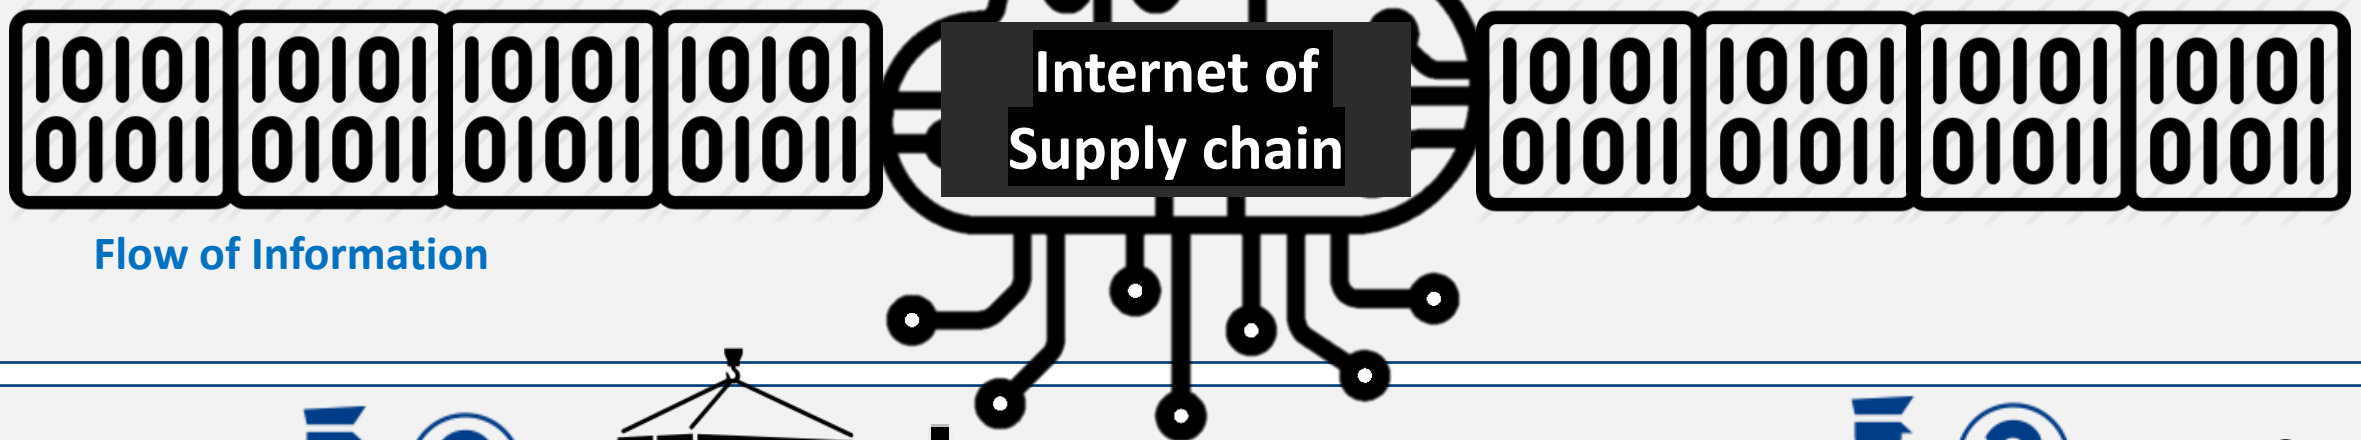 10101 10101 10101 10101 Internet of 10101 10101 10101 10101
01011 01011 01011 01011 Supply chain 01011 01011 01011 01011
Flow of Information